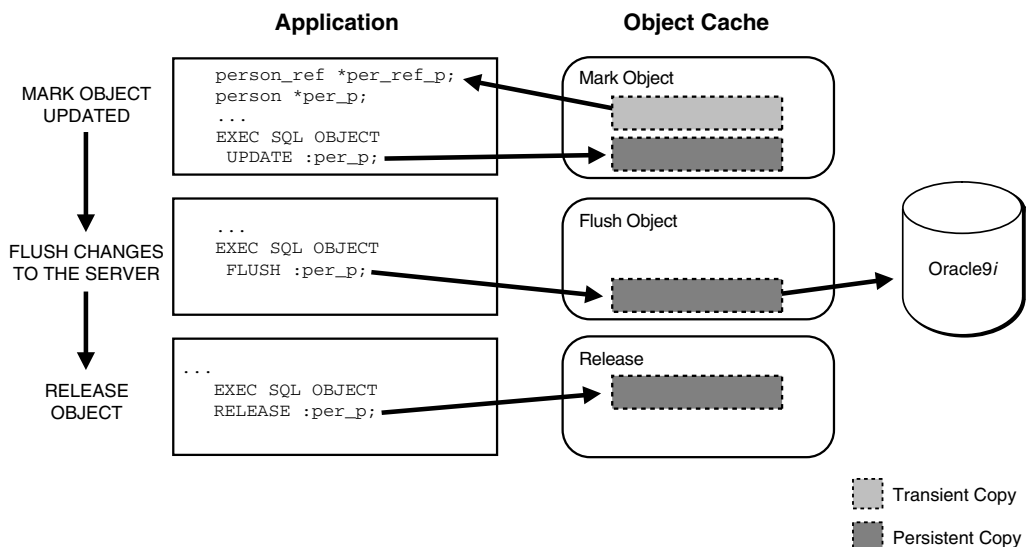 Application
Object Cache
MARK OBJECT
UPDATED
person_ref *per_ref_p;
person *per_p;
...
EXEC SQL OBJECT
UPDATE :per_p;
Mark Object
FLUSH CHANGES
TO THE SERVER
...
EXEC SQL OBJECT
FLUSH :per_p;
Flush Object
Oracle9i
RELEASE
OBJECT
...
EXEC SQL OBJECT
RELEASE :per_p;
Release
Transient Copy
Persistent Copy